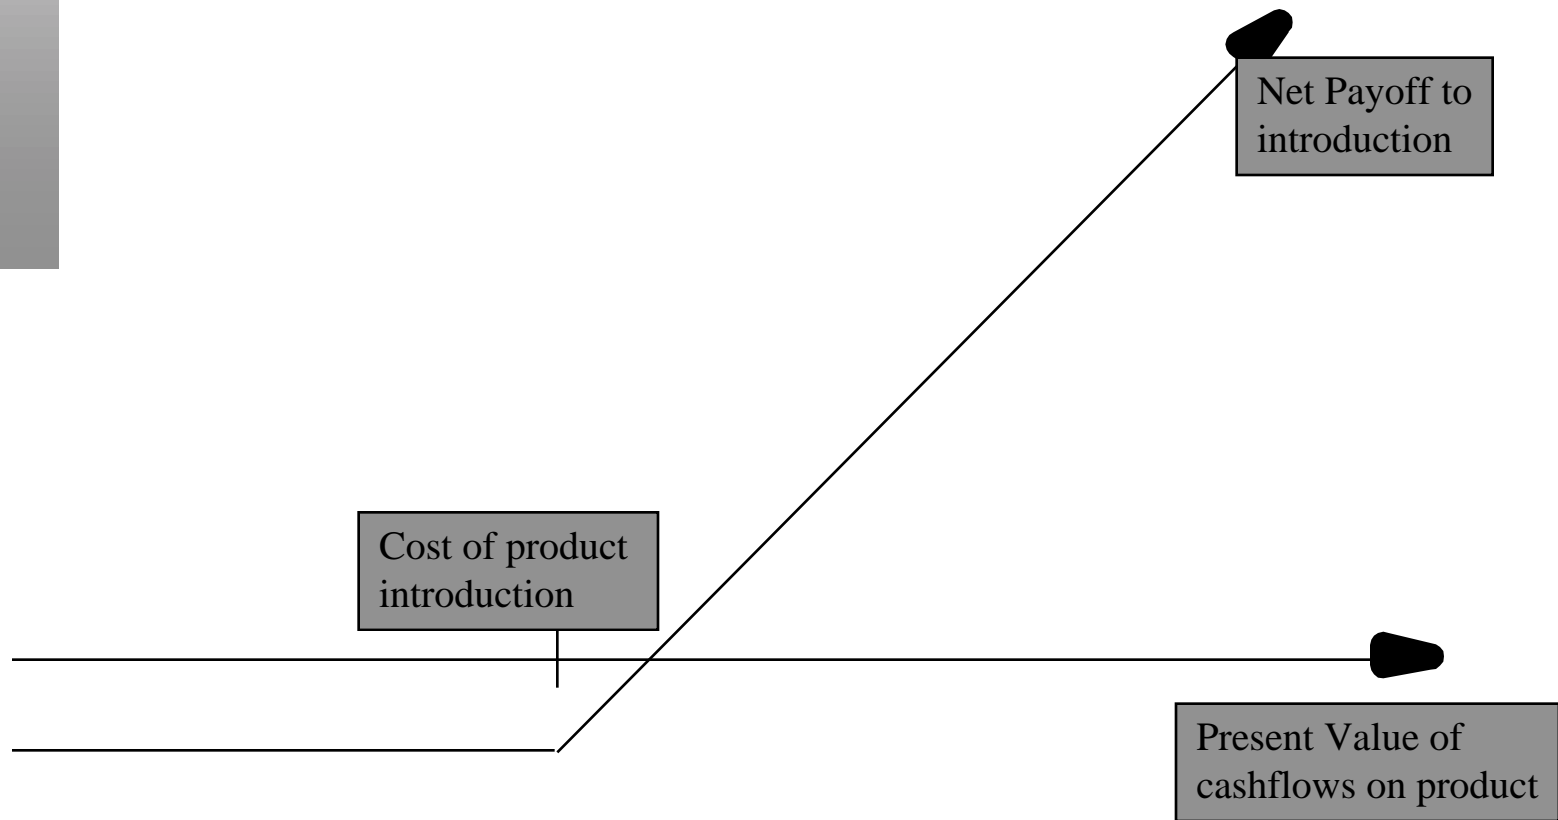 Net Payoff to
introduction
Cost of product
introduction
Present Value of
cashflows on product